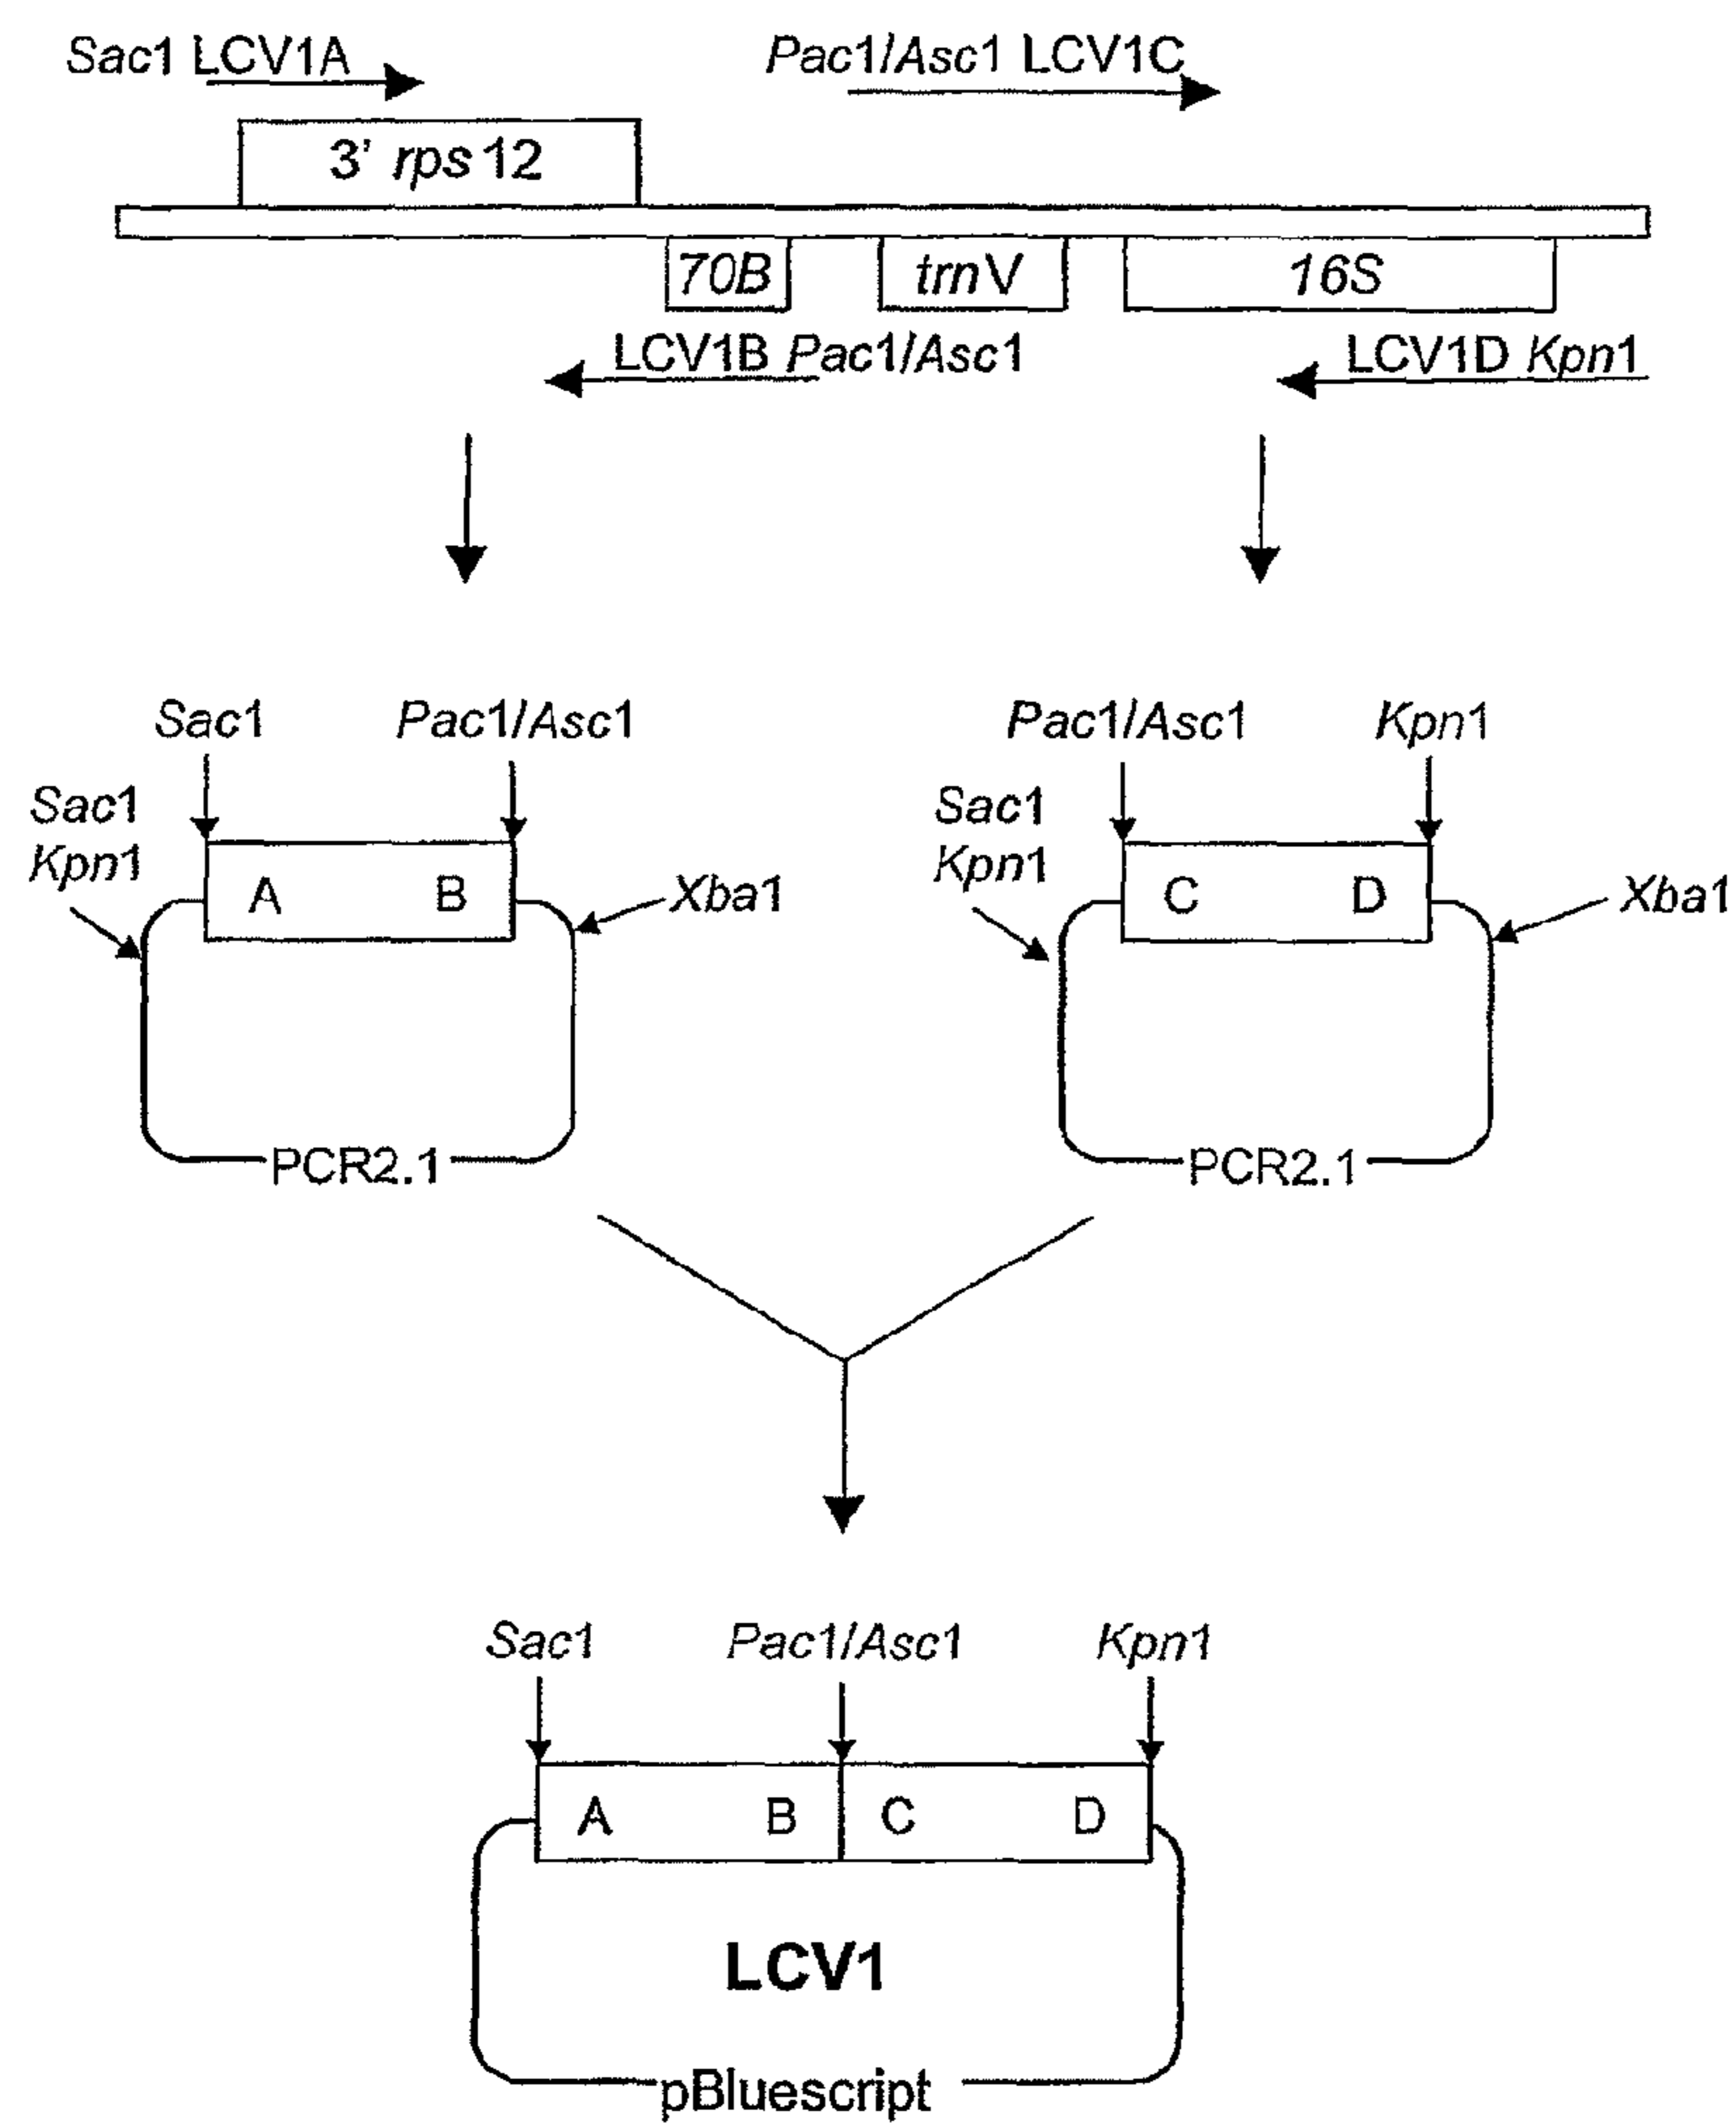 Sac1 LCV1A Pac1/Asc1 LCV1C
3' rps12
70B trnV 16S
LCV1B Pac1/Asc1 LCV1D Kpn1
Sac1 Pac1/Asc1 Pac1/Asc1 Kpn1
Sac1 Sac1
Kpn1 Kpn1
A B Xba1 C D Xba1
PCR2.1 PCR2.1
Sac1 Pac1/Asc1 Kpn1
A B C D
LCV1
pBluescript